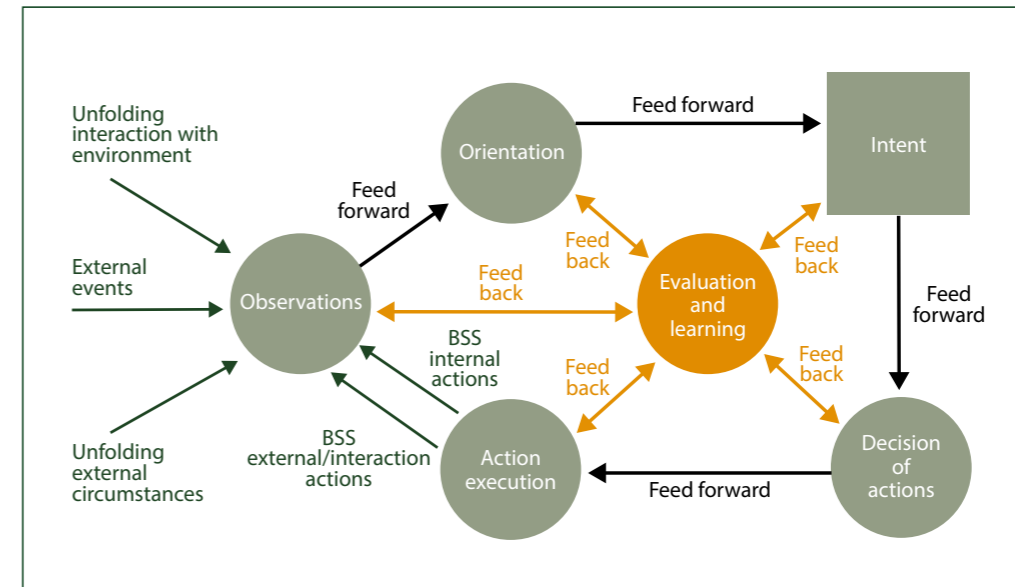 Unfolding
interaction with
environment
External
events
Unfolding
external
circumstances
Observations
Feed
forward
Orientation
Feed forward
Intent
Feed
forward
Decision
of
actions
Feed forward
Action
execution
BSS
internal
actions
BSS
external/interaction
actions
Feed
back
Feed
back
Feed
back
Evaluation
and
learning
Feed
back
Feed
back